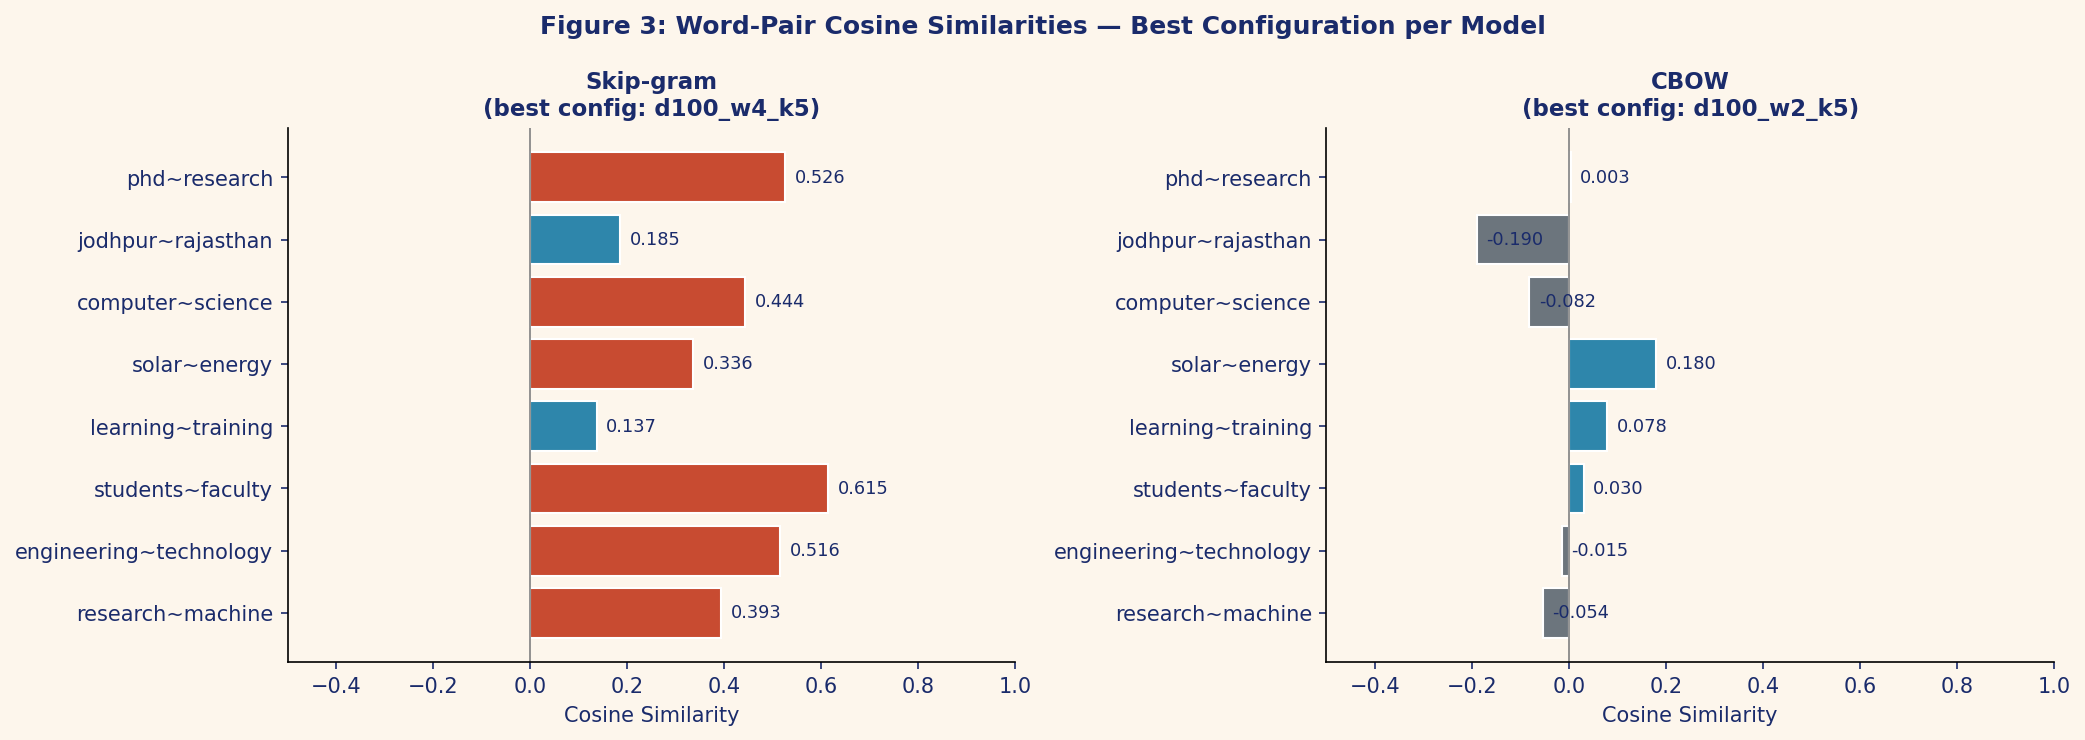 Figure 3: Word-Pair Cosine Similarities — Best Configuration per Model
Skip-gram
(best config: d100_w4_k5)
phd~research
0.526
jodhpur~rajasthan
0.185
computer~science
0.444
solar~energy
0.336
learning~training
0.137
students~faculty
0.615
engineering~technology
0.516
research~machine
0.393
−0.4 −0.2 0.0 0.2 0.4 0.6 0.8 1.0
Cosine Similarity
CBOW
(best config: d100_w2_k5)
phd~research
0.003
jodhpur~rajasthan
-0.190
computer~science
-0.082
solar~energy
0.180
learning~training
0.078
students~faculty
0.030
engineering~technology
-0.015
research~machine
-0.054
−0.4 −0.2 0.0 0.2 0.4 0.6 0.8 1.0
Cosine Similarity